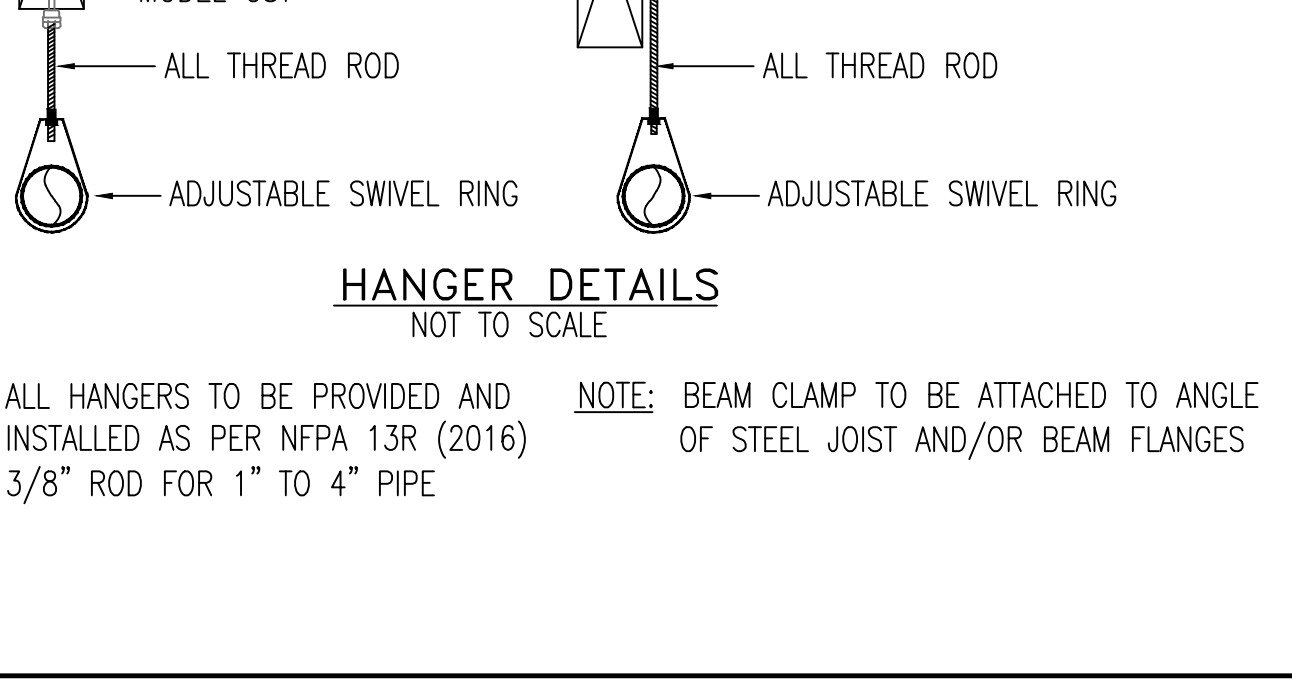 MODEL
ALL THREAD ROD
ALL THREAD ROD
ADJUSTABLE SWIVEL RING
ADJUSTABLE SWIVEL RING
HANGER DETAILS
NOT TO SCALE
ALL HANGERS TO BE PROVIDED AND
INSTALLED AS PER NFPA 13R (2016)
3/8" ROD FOR 1" TO 4" PIPE
NOTE: BEAM CLAMP TO BE ATTACHED TO ANGLE
OF STEEL JOIST AND/OR BEAM FLANGES